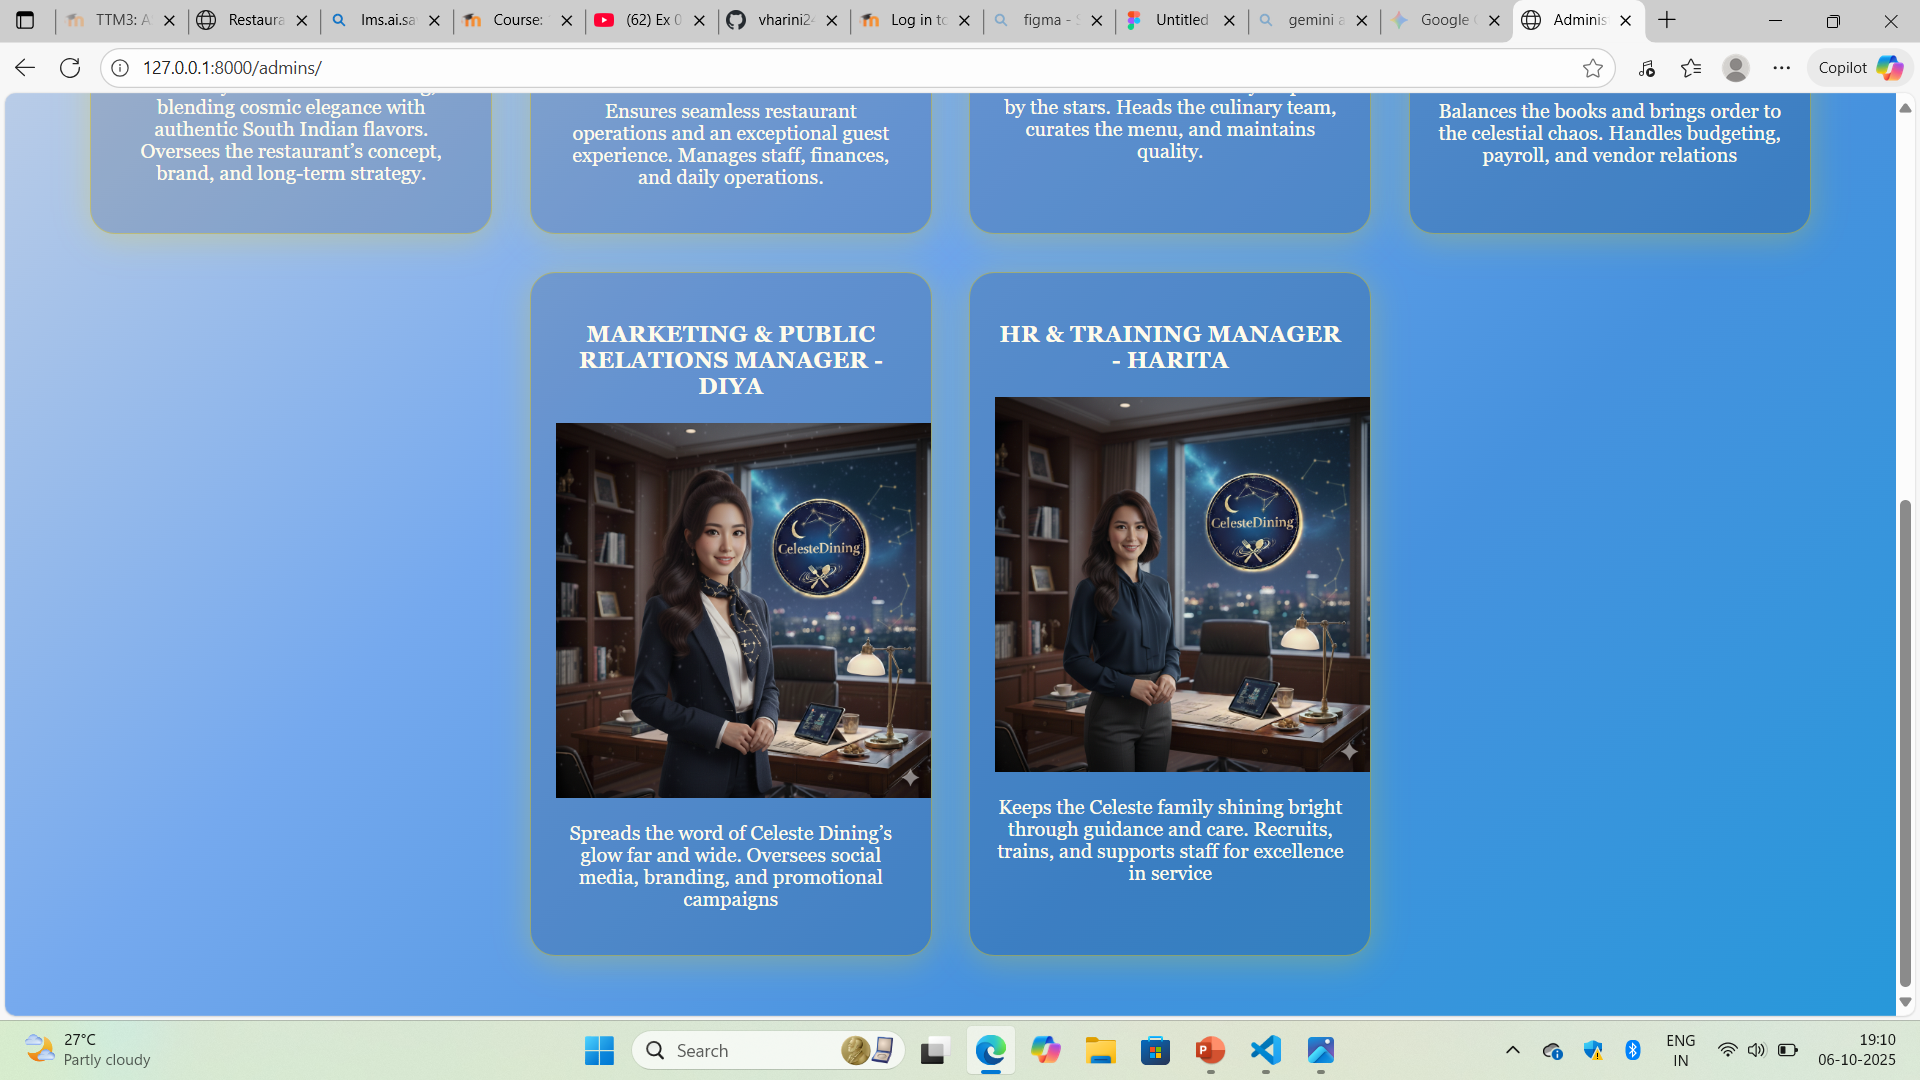 TTM3: A
Restaura
lms.ai.sa
Course:
(62) Ex 0
vharini24
Log in to
figma - S
Untitled
gemini a
Google
Adminis
127.0.0.1:8000/admins/
Copilot
blending cosmic elegance with
authentic South Indian flavors.
Oversees the restaurant’s concept,
brand, and long-term strategy.
Ensures seamless restaurant
operations and an exceptional guest
experience. Manages staff, finances,
and daily operations.
by the stars. Heads the culinary team,
curates the menu, and maintains
quality.
Balances the books and brings order to
the celestial chaos. Handles budgeting,
payroll, and vendor relations
MARKETING & PUBLIC
RELATIONS MANAGER -
DIYA
CelesteDining
Spreads the word of Celeste Dining’s
glow far and wide. Oversees social
media, branding, and promotional
campaigns
HR & TRAINING MANAGER
- HARITA
CelesteDining
Keeps the Celeste family shining bright
through guidance and care. Recruits,
trains, and supports staff for excellence
in service
27°C
Partly cloudy
Search
ENG
IN
19:10
06-10-2025